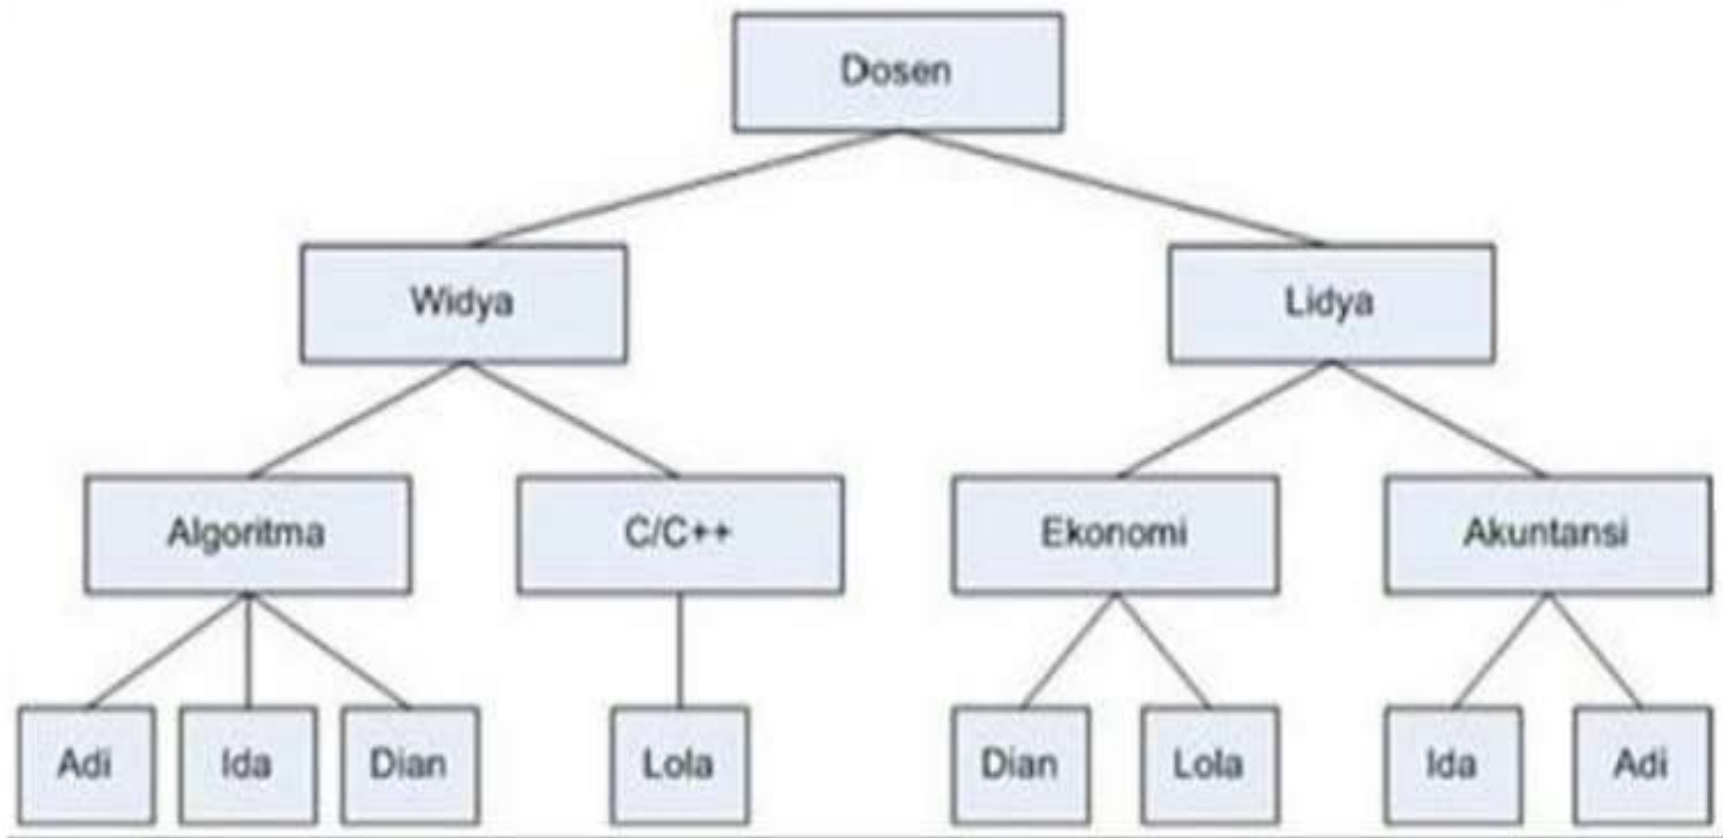 Dosen
Widya
Lidya
Algoritma
C/C++
Ekonomi
Akuntansi
Adi
Ida
Dian
Lola
Dian
Lola
Ida
Adi